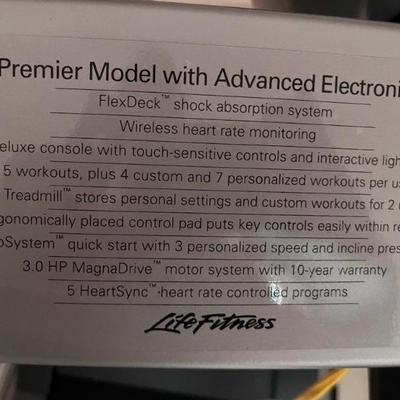 Premier Model with Advanced Electroni
FlexDeck™ shock absorption system
Wireless heart rate monitoring
eluxe console with touch-sensitive controls and interactive ligh
5 workouts, plus 4 custom and 7 personalized workouts per us
Treadmill™ stores personal settings and custom workouts for 2 u
rgonomically placed control pad puts key controls easily within re
oSystem™ quick start with 3 personalized speed and incline pres
3.0 HP MagnaDrive™ motor system with 10-year warranty
5 HeartSync™ heart rate controlled programs
LifeFitness